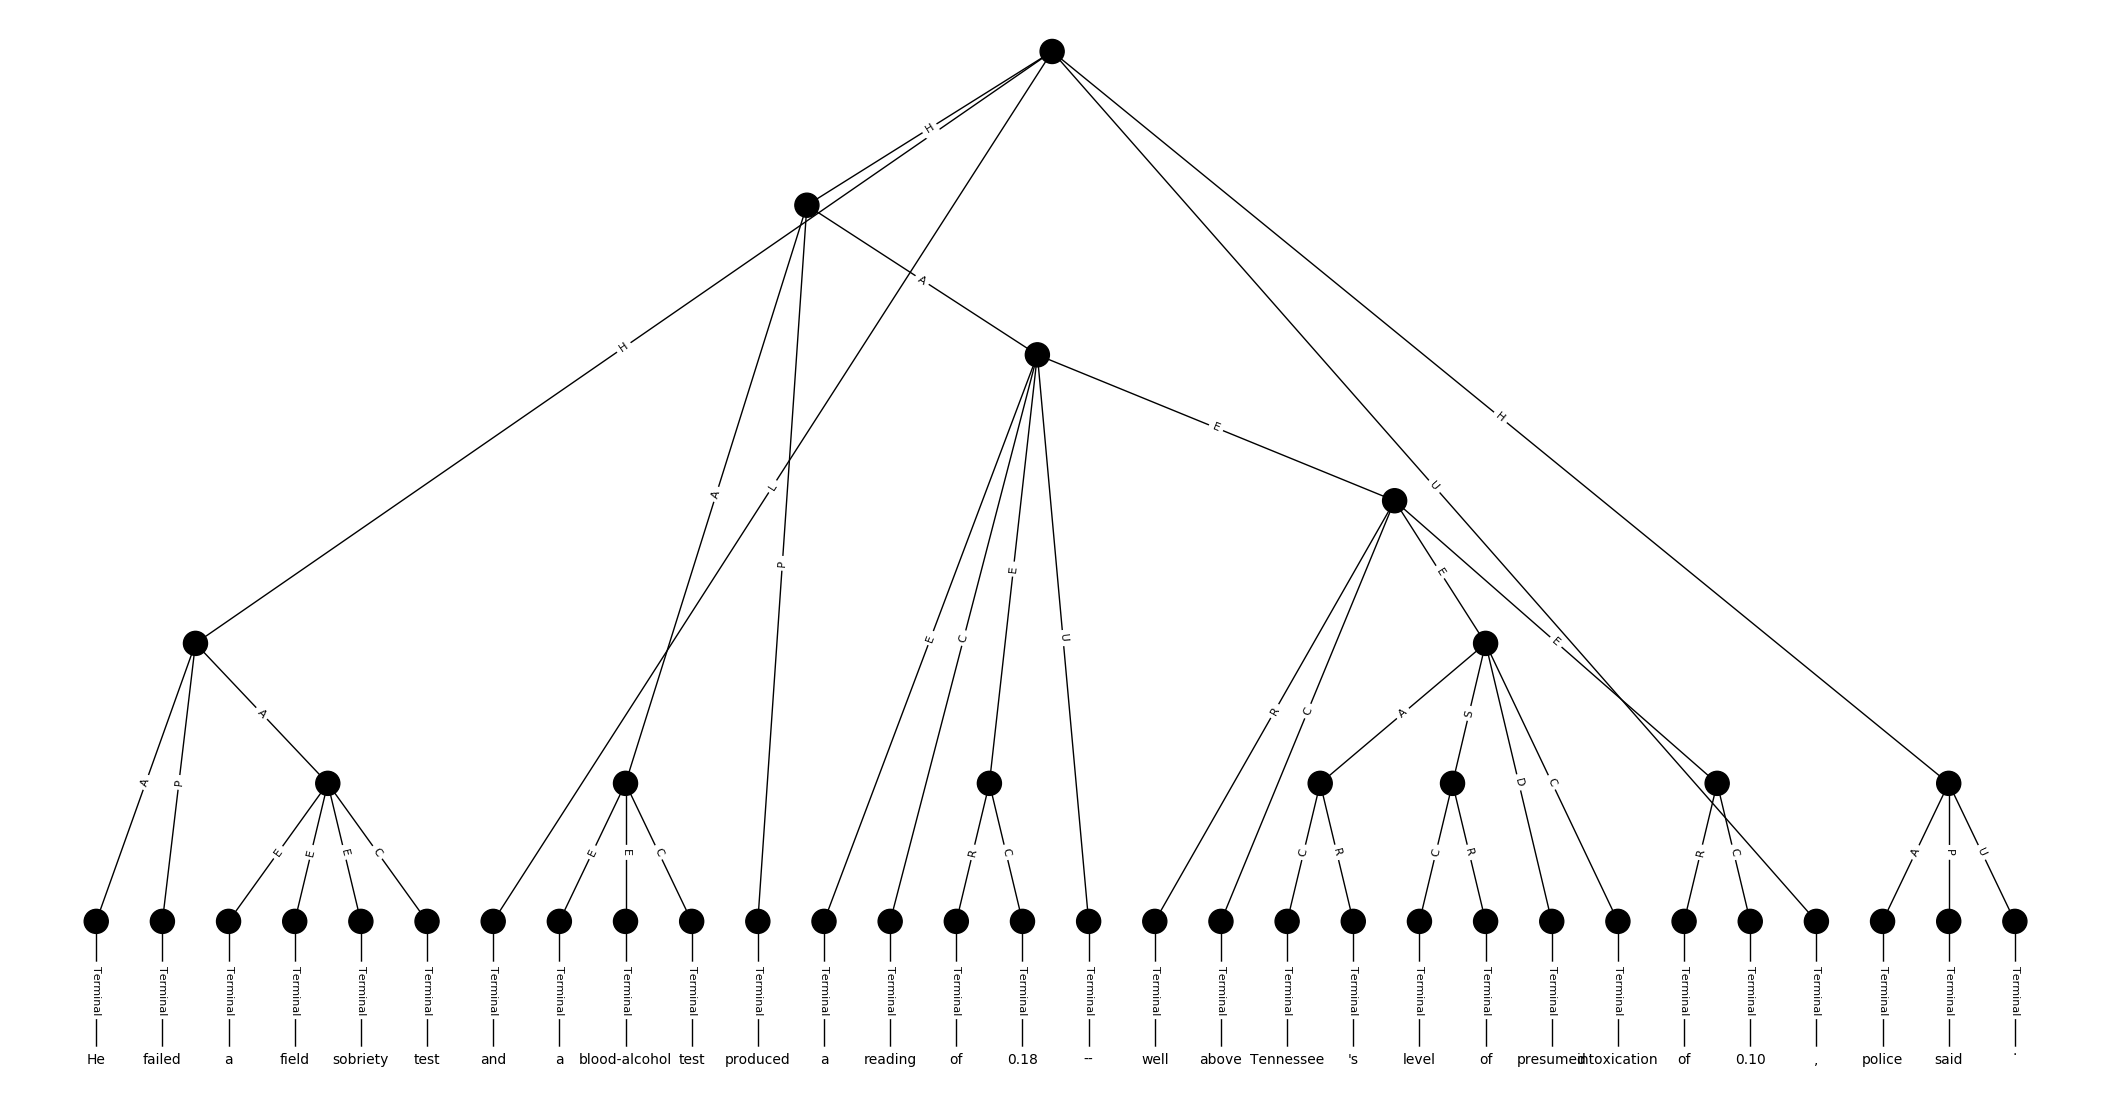 H
H
A
H
A
P
L
E
H
U
E
E
C
U
E
E
R
C
A
S
D
C
A
P
A
E
E
E
C
E
E
C
R
C
C
R
C
R
R
C
A
P
U
Terminal Terminal Terminal Terminal Terminal Terminal Terminal Terminal Terminal Terminal Terminal Terminal Terminal Terminal Terminal Terminal Terminal Terminal Terminal Terminal Terminal Terminal Terminal Terminal Terminal Terminal Terminal Terminal Terminal Terminal
He failed a field sobriety test and a blood-alcohol test produced a reading of 0.18 -- well above Tennessee 's level of presumed intoxication of 0.10 , police said .